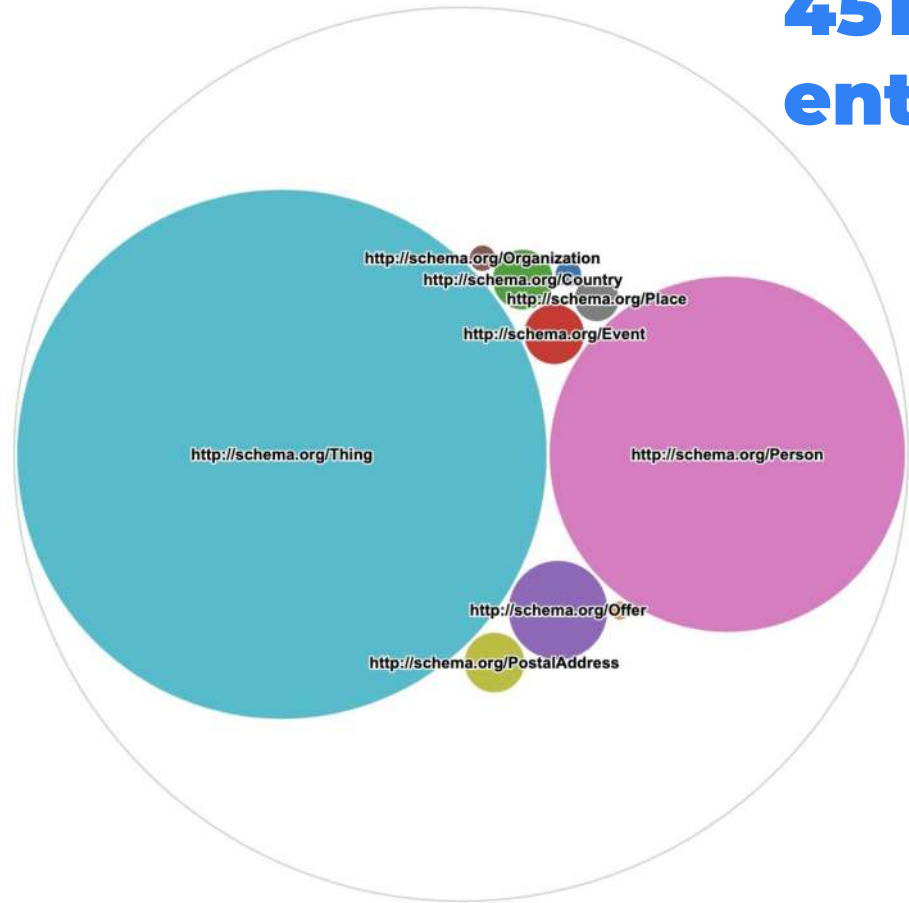 ent
http://schema.org/Organization
http://schema.org/Country
http://schema.org/Place
http://schema.org/Event
http://schema.org/Thing
http://schema.org/Person
http://schema.org/Offer
http://schema.org/PostalAddress